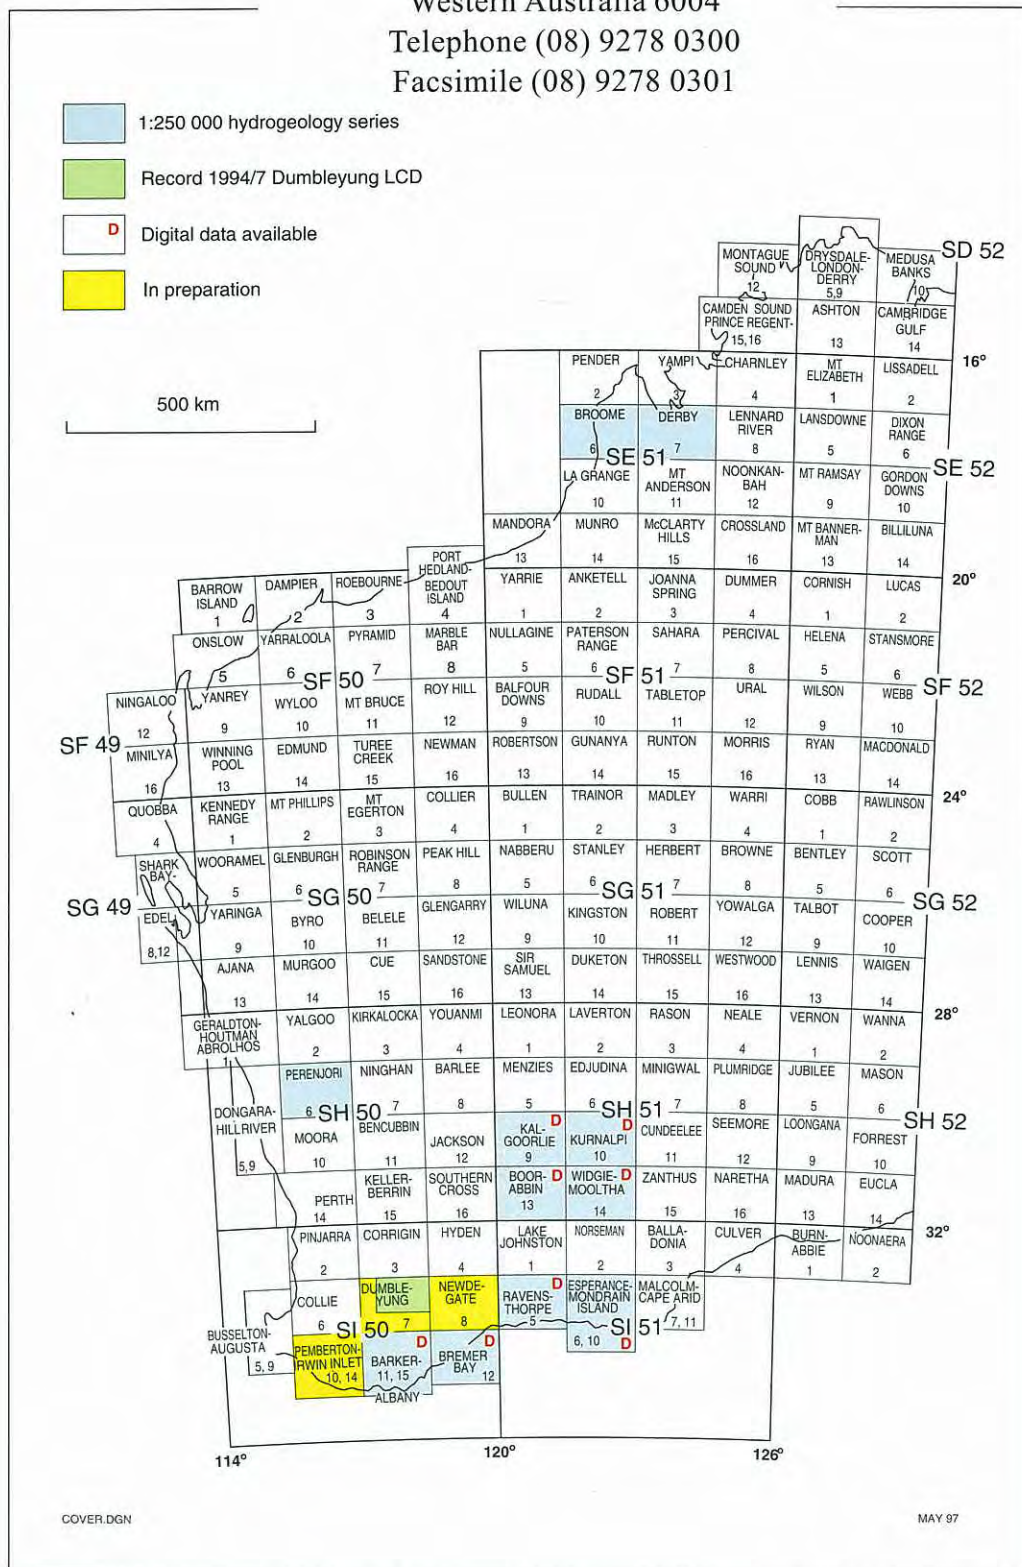 Western Australia 6004
Telephone (08) 9278 0300
Facsimile (08) 9278 0301
1:250 000 hydrogeology series
Record 1994/7 Dumbleyung LCD
D Digital data available
In preparation
500 km
MONTAGUE SOUND 12
DRYSDALE-LONDON-DERRY 5,9
MEDUSA BANKS 10
SD 52
CAMDEN SOUND PRINCE REGENT- 15, 16
ASHTON 13
CAMBRIDGE GULF 14
16°
PENDER 2
YAMPI 3
CHARNLEY 4
MT ELIZABETH 1
LISSADELL 2
BROOME 6
DERBY 7
LENNARD RIVER 8
LANSDOWNE 5
DIXON RANGE 6
SE 51
SE 52
LA GRANGE 10
MT ANDERSON 11
NOONKAN-BAH 12
MT RAMSAY 9
GORDON DOWNS 10
MANDORA 13
MUNRO 14
McCLARTY HILLS 15
CROSSLAND 16
MT BANNER-MAN 13
BILLILUNA 14
20°
BARROW ISLAND 1
DAMPIER 2
ROEBOURNE 3
PORT HEDLAND-BEDOUT ISLAND 4
YARRIE 1
ANKETELL 2
JOANNA SPRING 3
DUMMER 4
CORNISH 1
LUCAS 2
ONSLOW 5
YARRALOOLA 6
PYRAMID 7
MARBLE BAR 8
NULLAGINE 5
PATERSON RANGE 6
SAHARA 7
PERCIVAL 8
HELENA 5
STANSMORE 6
SF 50
SF 51
SF 52
NINGALOO 12
YANREY 9
WYLOO 10
MT BRUCE 11
ROY HILL 12
BALFOUR DOWNS 9
RUDALL 10
TABLETOP 11
URAL 12
WILSON 9
WEBB 10
SF 49
MINILYA 16
WINNING POOL 13
EDMUND 14
TUREE CREEK 15
NEWMAN 16
ROBERTSON 13
GUNANYA 14
RUNTON 15
MORRIS 16
RYAN 13
MACDONALD 14
24°
QUOBBA 4
KENNEDY RANGE 1
MT PHILLIPS 2
MT EGERTON 3
COLLIER 4
BULLEN 1
TRAINOR 2
MADLEY 3
WARRI 4
COBB 1
RAWLINSON 2
SHARK BAY-
WOORAMEL 5
GLENBURGH 6
ROBINSON RANGE 7
PEAK HILL 8
NABBERU 5
STANLEY 6
HERBERT 7
BROWNE 8
BENTLEY 5
SCOTT 6
SG 49
SG 50
SG 51
SG 52
EDEL 8,12
YARINGA 9
BYRO 10
BELELE 11
GLENGARRY 12
WILUNA 9
KINGSTON 10
ROBERT 11
YOWALGA 12
TALBOT 9
COOPER 10
AJANA 13
MURGOO 14
CUE 15
SANDSTONE 16
SIR SAMUEL 13
DUKETON 14
THROSSELL 15
WESTWOOD 16
LENNIS 13
WAIGEN 14
28°
GERALDTON-HOUTMAN ABROLHOS 1
YALGOO 2
KIRKALOCKA 3
YOUANMI 4
LEONORA 1
LAVERTON 2
RASON 3
NEALE 4
VERNON 1
WANNA 2
PERENJORI 6
NINGHAN 7
BARLEE 8
MENZIES 5
EDJUDINA 6
MINIGWAL 7
PLUMRIDGE 8
JUBILEE 5
MASON 6
SH 50
SH 51
SH 52
DONGARA-HILLRIVER 5,9
MOORA 10
BENCUBBIN 11
JACKSON 12
KAL-GOORLIE D 9
KURNALPI D 10
CUNDEELEE 11
SEEMORE 12
LOONGANA 9
FORREST 10
PERTH 14
KELLER-BERRIN 15
SOUTHERN CROSS 16
BOOR-ABBIN D 13
WIDGIE-MOOLTHA D 14
ZANTHUS 15
NARETHA 16
MADURA 13
EUCLA 14
32°
PINJARRA 2
CORRIGIN 3
HYDEN 4
LAKE JOHNSTON 1
NORSEMAN 2
BALLA-DONIA 3
CULVER 4
BURN-ABBIE 1
NOONAERA 2
COLLIE 6
DUMBLE-YUNG 7
NEWDE-GATE 8
RAVENS-THORPE D 5
ESPERANCE-MONDRAIN ISLAND 6, 10 D
MALCOLM-CAPE ARID 7, 11
SI 50
SI 51
BUSSELTON-AUGUSTA 5, 9
PEMBERTON-RWIN INLET 10, 14
D BARKER- 11, 15
ALBANY
D BREMER BAY 12
114°
120°
126°
COVER.DGN
MAY 97